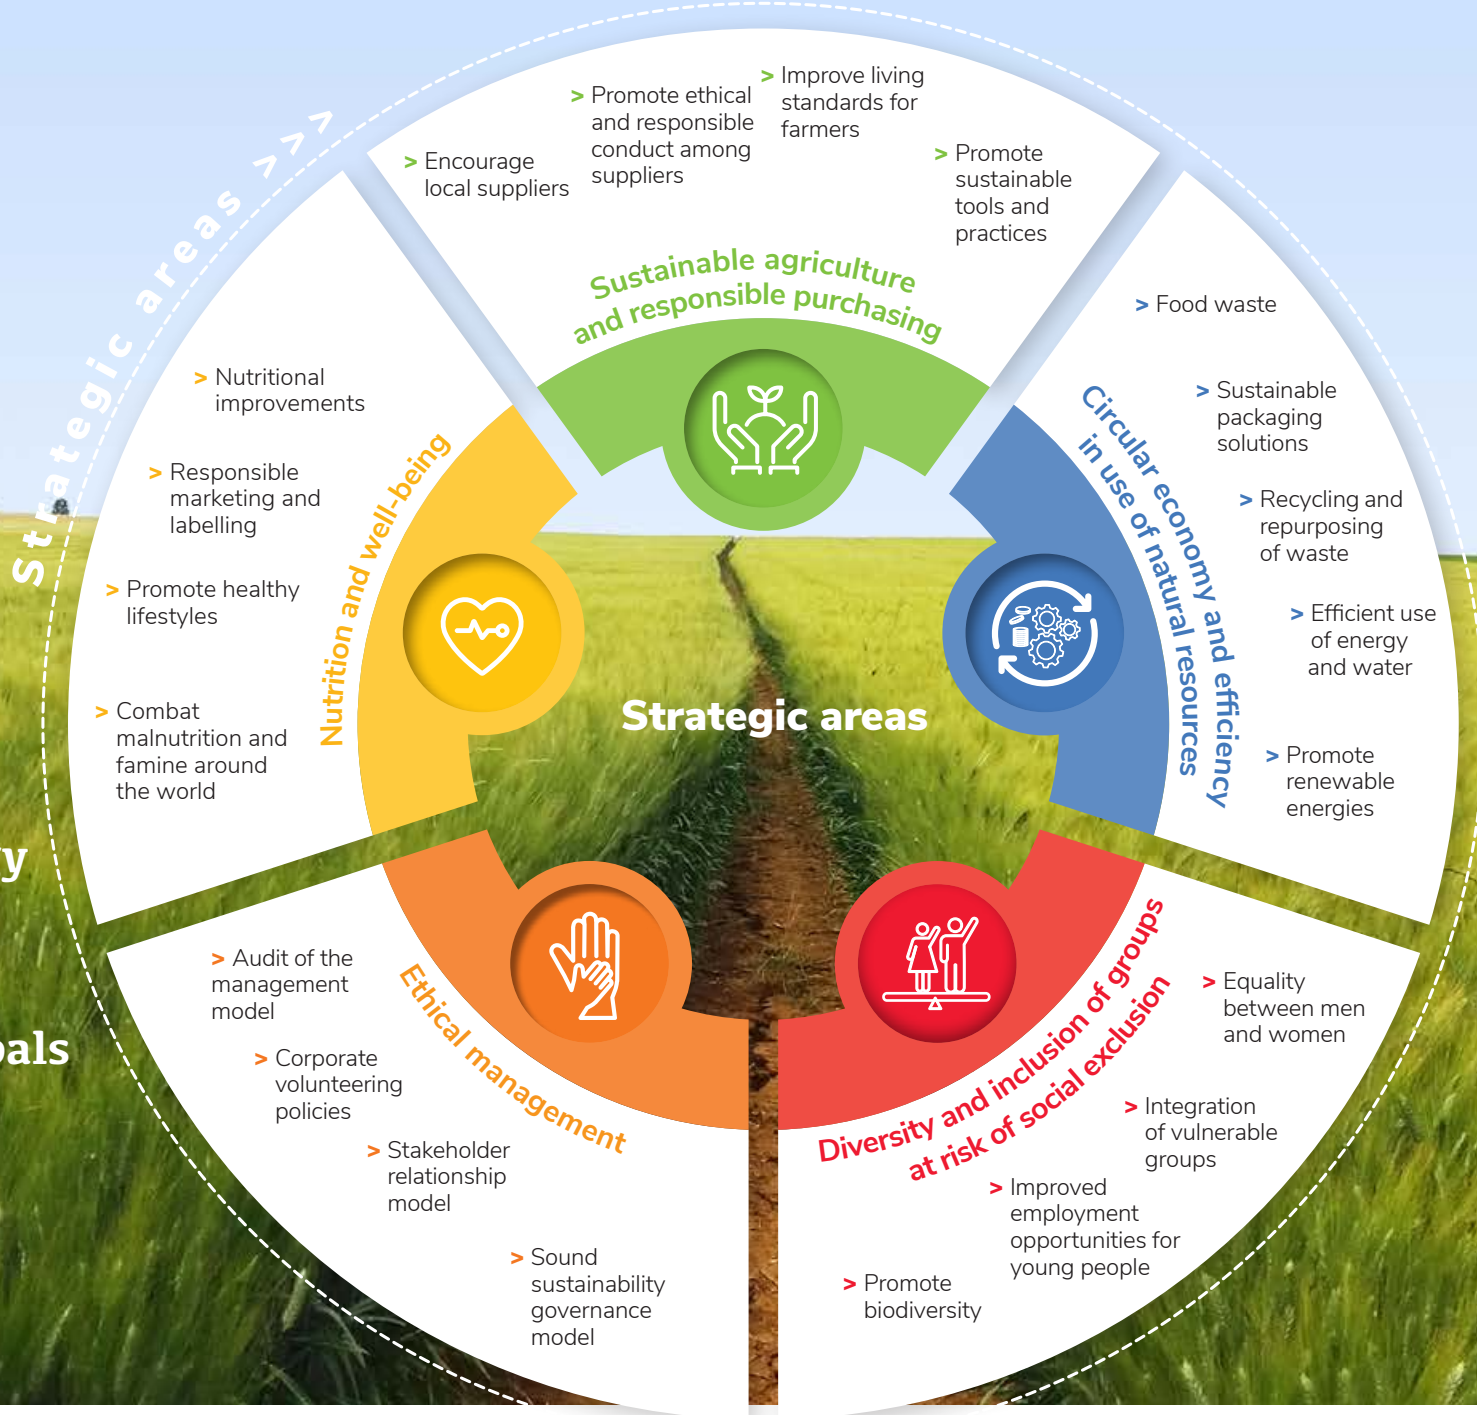 Strategic areas >>>
> Encourage
local suppliers
> Promote ethical
and responsible
conduct among
suppliers
> Improve living
standards for
farmers
> Promote
sustainable
tools and
practices
Sustainable agriculture
and responsible purchasing
> Food waste
> Sustainable
packaging
solutions
> Recycling and
repurposing
of waste
> Efficient use
of energy
and water
> Promote
renewable
energies
Circular economy and efficiency
in use of natural resources
> Nutritional
improvements
> Responsible
marketing and
labelling
> Promote healthy
lifestyles
> Combat
malnutrition and
famine around
the world
Nutrition and well-being
Strategic areas
> Audit of the
management
model
> Corporate
volunteering
policies
> Stakeholder
relationship
model
> Sound
sustainability
governance
model
Ethical management
Diversity and inclusion of groups
at risk of social exclusion
> Equality
between men
and women
> Integration
of vulnerable
groups
> Improved
employment
opportunities for
young people
> Promote
biodiversity